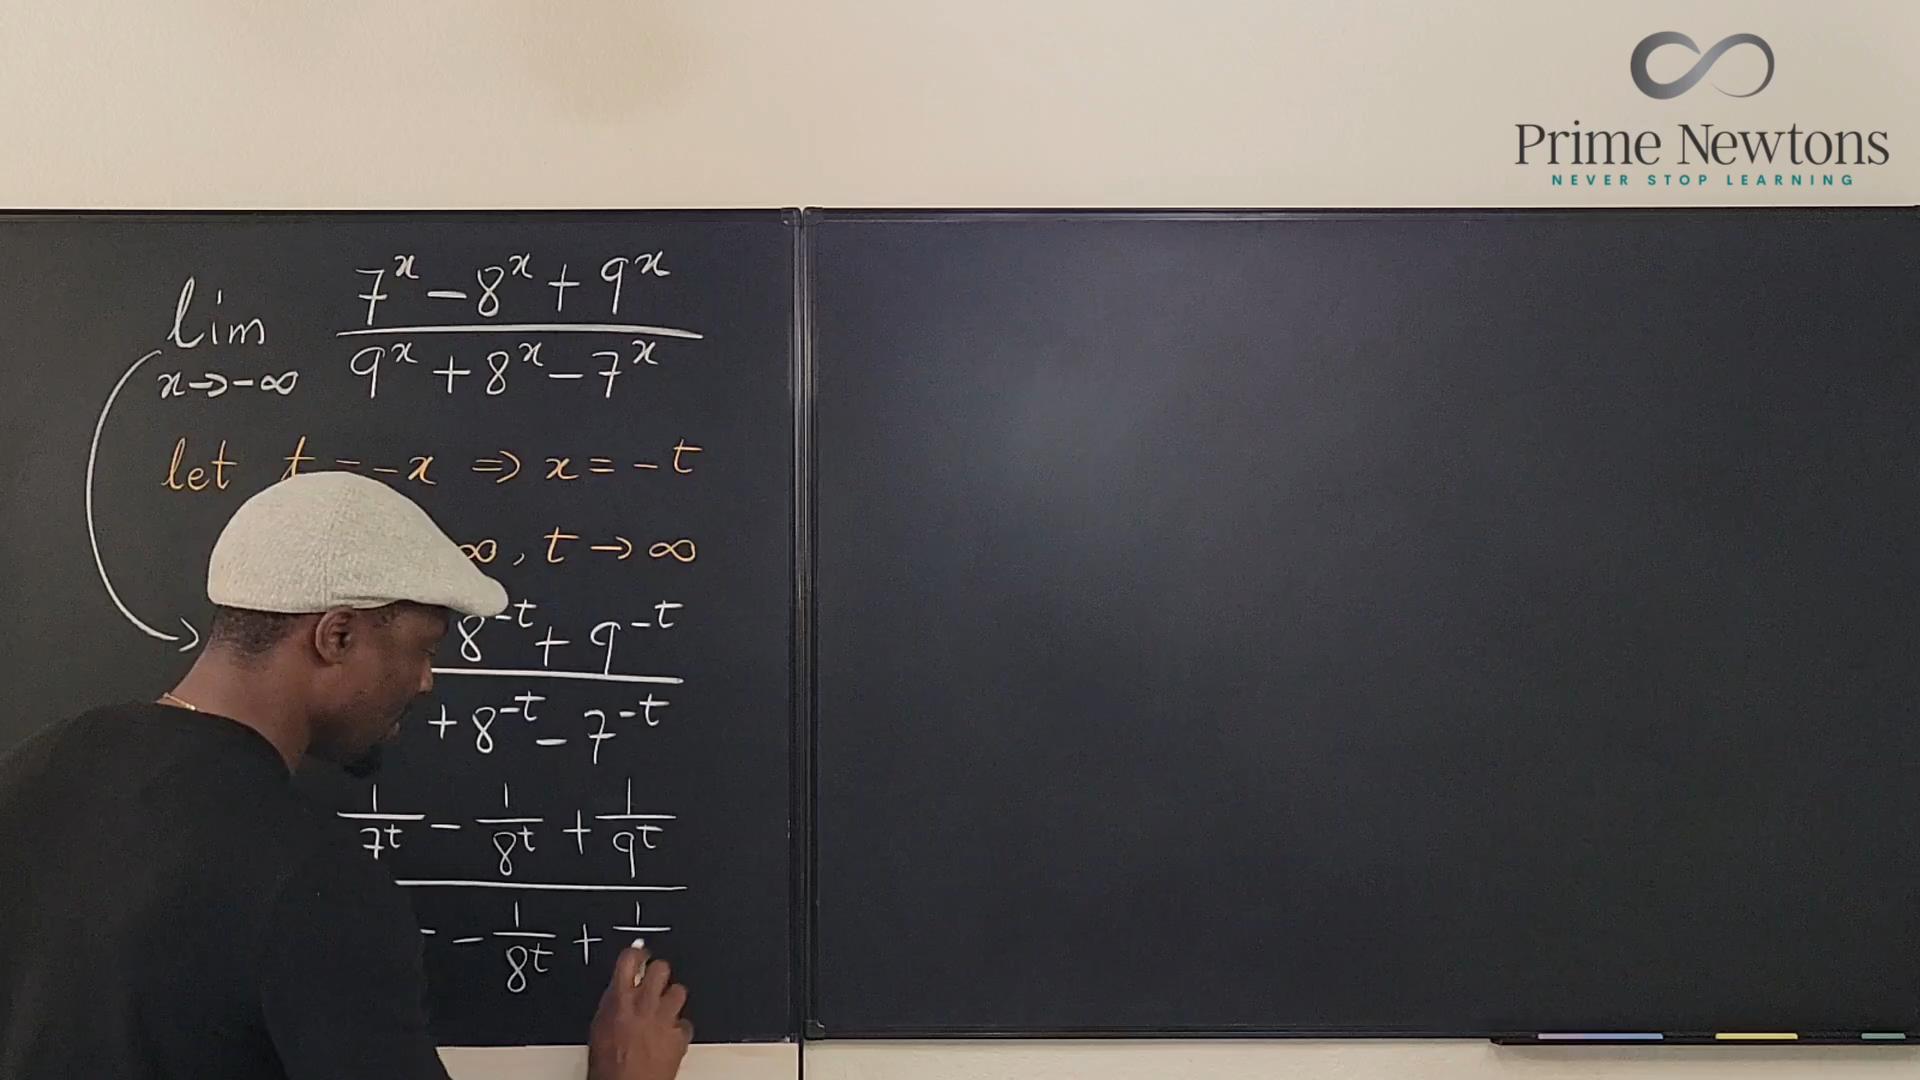 Prime Newtons
NEVER STOP LEARNING
lim x→-∞ (7^x - 8^x + 9^x)/(9^x + 8^x - 7^x)
let t = -x ⇒ x = -t
∞, t → ∞
8^-t + 9^-t
+ 8^-t - 7^-t
1/7^t - 1/8^t + 1/9^t
- 1/8^t + 1